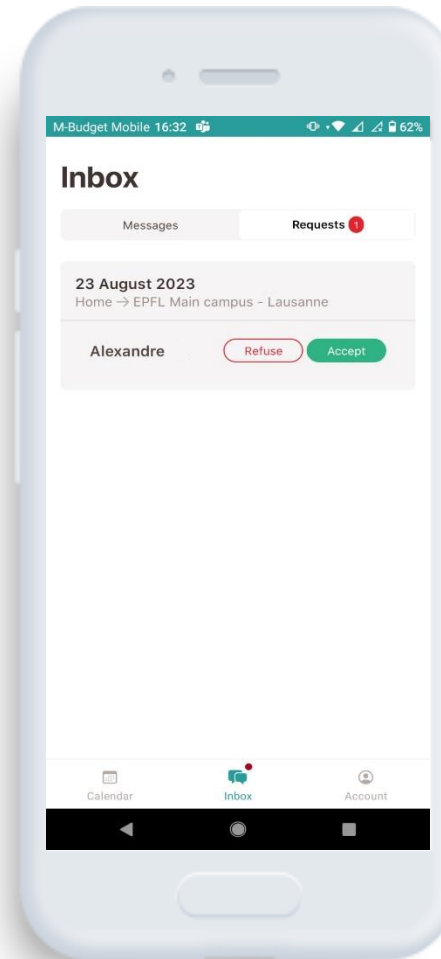 M-Budget Mobile 16:32 62%
Inbox
Messages Requests 1
23 August 2023
Home → EPFL Main campus - Lausanne
Alexandre Refuse Accept
Calendar Inbox Account